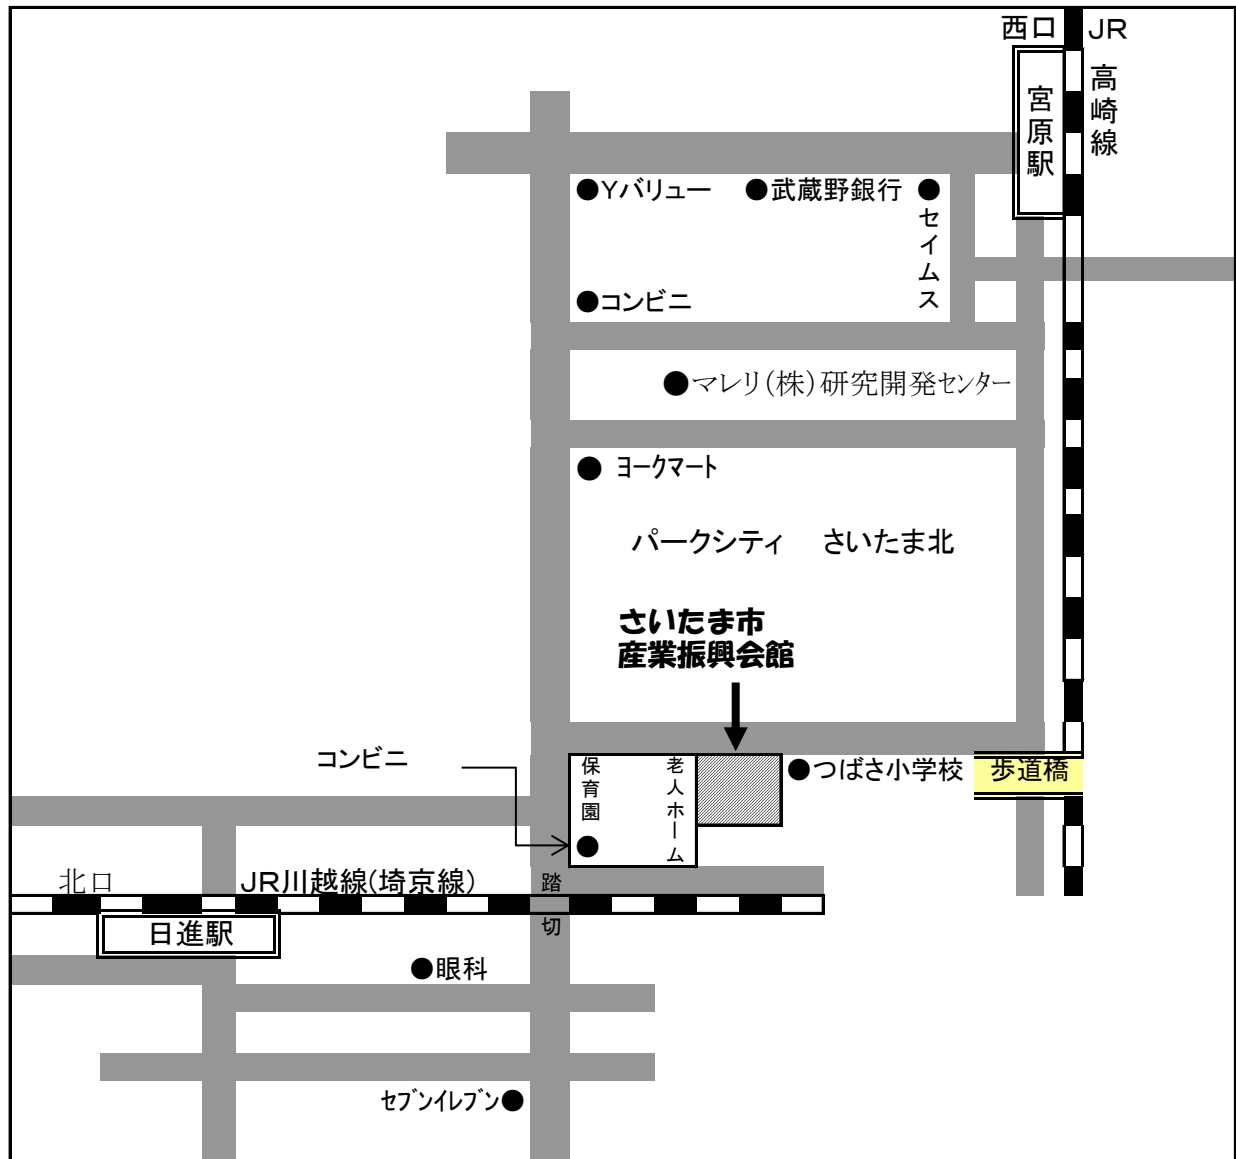 西口
JR
高崎線
宮原駅
●Yバリュー
●武蔵野銀行
●セイムス
●コンビニ
●マレリ(株)研究開発センター
● ヨークマート
パークシティ さいたま北
さいたま市
産業振興会館
コンビニ
保育園
老人ホーム
●つばさ小学校
歩道橋
北口
JR川越線(埼京線)
踏切
日進駅
●眼科
セブンイレブン●